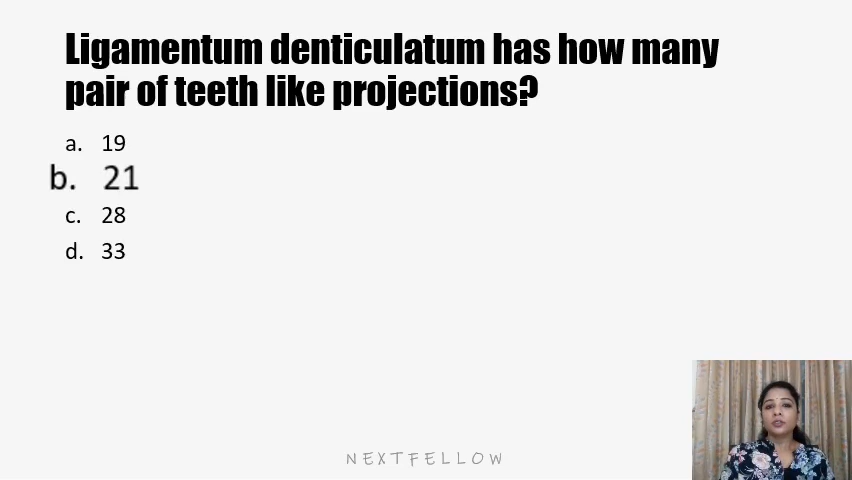 Ligamentum denticulatum has how many
pair of teeth like projections?
a. 19
b. 21
c. 28
d. 33
NEXTFELLOW